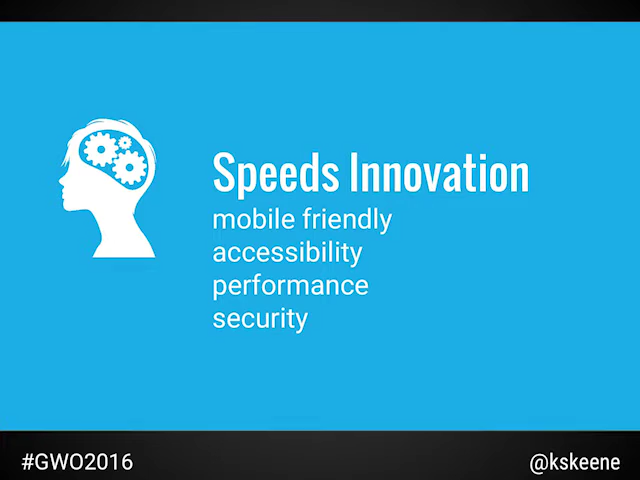 Speeds Innovation
mobile friendly
accessibility
performance
security
#GWO2016
@kskeene